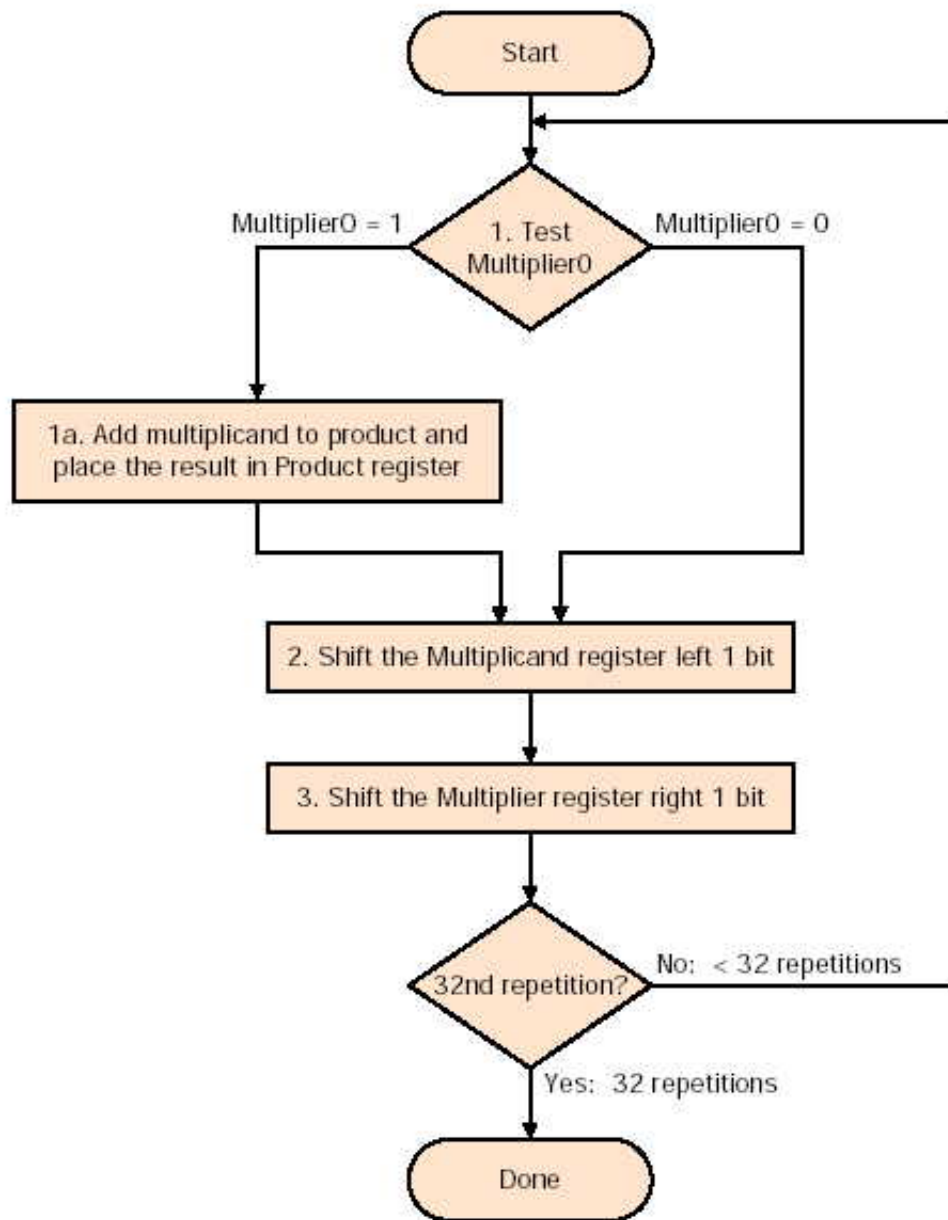 Start
Multiplier0 = 1
1. Test
Multiplier0
Multiplier0 = 0
1a. Add multiplicand to product and
place the result in Product register
2. Shift the Multiplicand register left 1 bit
3. Shift the Multiplier register right 1 bit
32nd repetition?
No: < 32 repetitions
Yes: 32 repetitions
Done